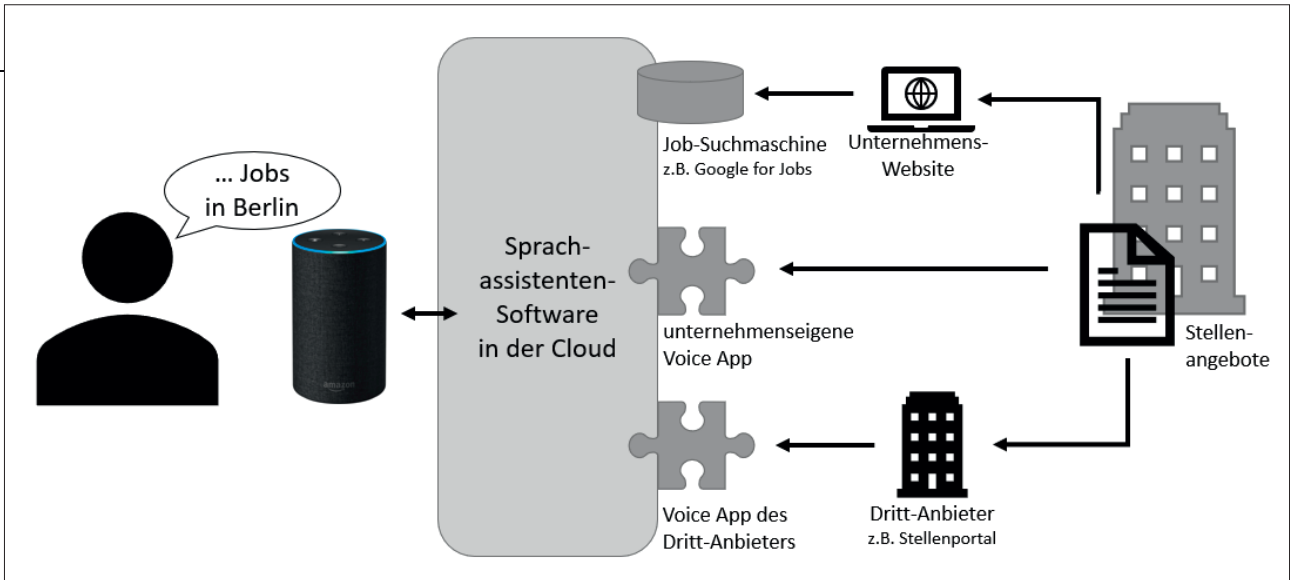 ... Jobs
in Berlin
amazon
Sprach-
assistenten-
Software
in der Cloud
Job-Suchmaschine
z.B. Google for Jobs
Unternehmens-
Website
unternehmenseigene
Voice App
Stellen-
angebote
Voice App des
Dritt-Anbieters
Dritt-Anbieter
z.B. Stellenportal